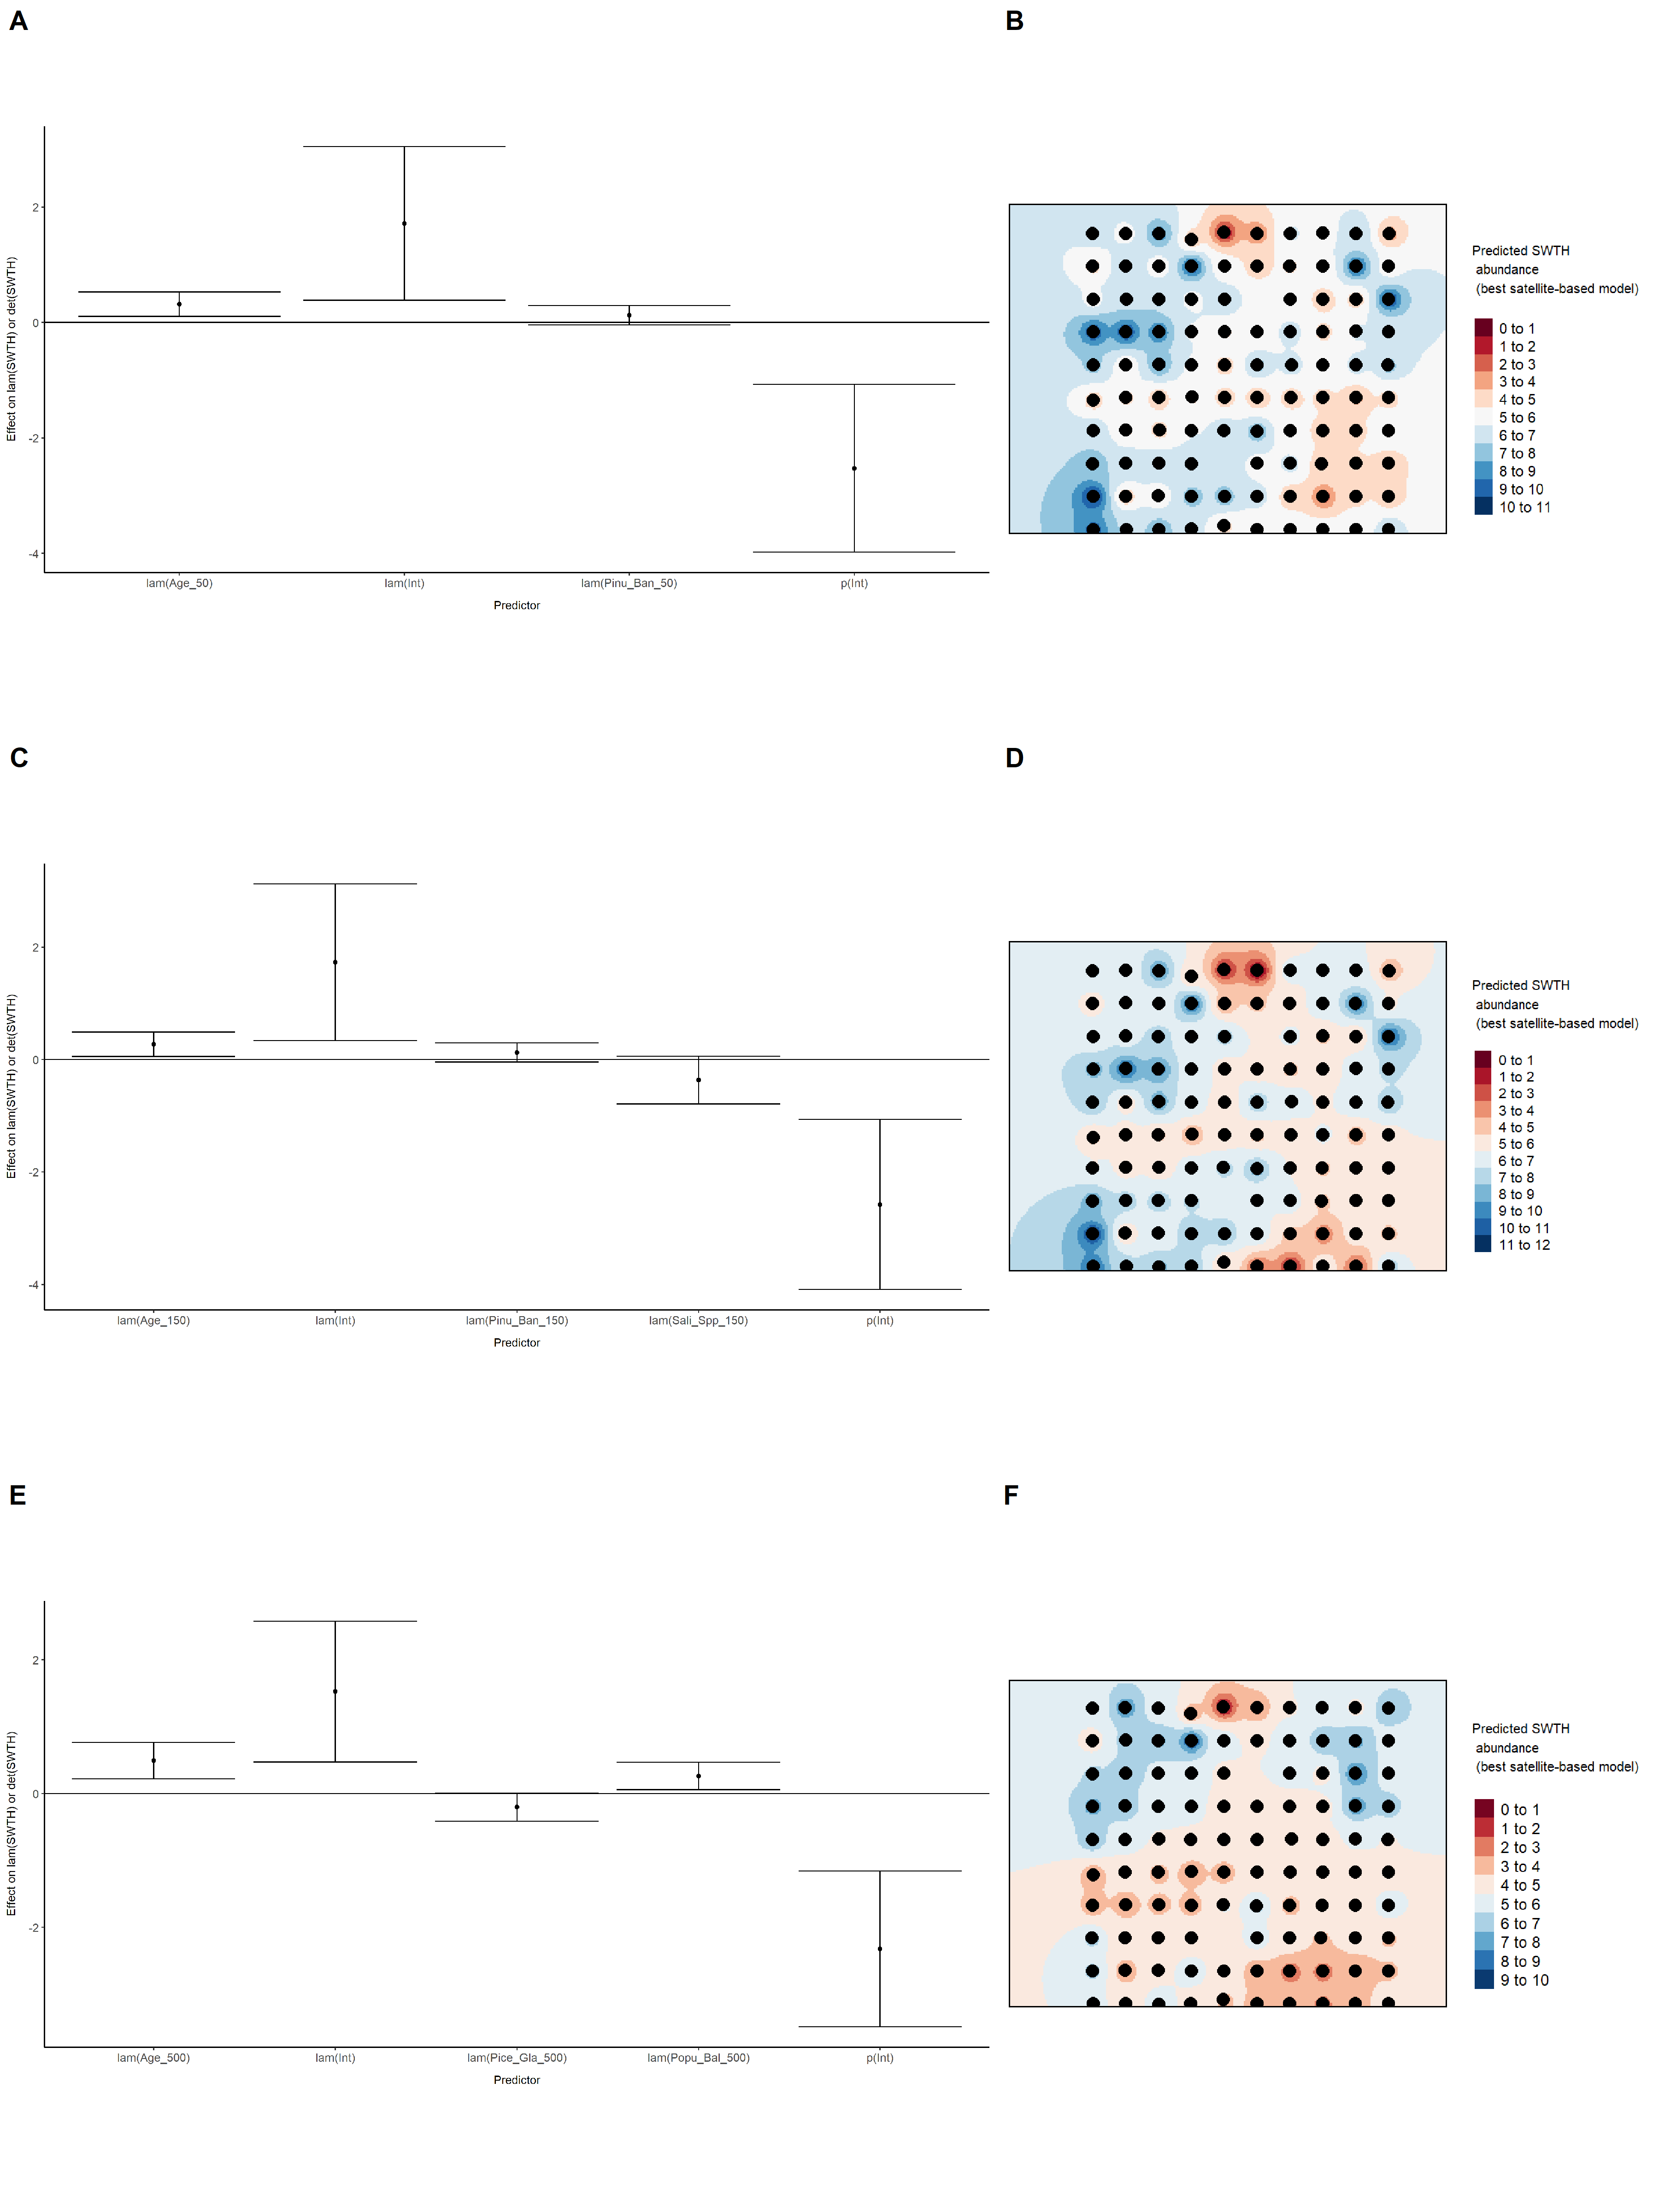 A
B
Effect on lam(SWTH) or det(SWTH)
2
0
-2
-4
lam(Age_50)
lam(Int)
lam(Pinu_Ban_50)
p(Int)
Predictor
Predicted SWTH
abundance
(best satellite-based model)
0 to 1
1 to 2
2 to 3
3 to 4
4 to 5
5 to 6
6 to 7
7 to 8
8 to 9
9 to 10
10 to 11
C
D
Effect on lam(SWTH) or det(SWTH)
2
0
-2
-4
lam(Age_150)
lam(Int)
lam(Pinu_Ban_150)
lam(Sali_Spp_150)
p(Int)
Predictor
Predicted SWTH
abundance
(best satellite-based model)
0 to 1
1 to 2
2 to 3
3 to 4
4 to 5
5 to 6
6 to 7
7 to 8
8 to 9
9 to 10
10 to 11
11 to 12
E
F
Effect on lam(SWTH) or det(SWTH)
2
0
-2
lam(Age_500)
lam(Int)
lam(Pice_Gla_500)
lam(Popu_Bal_500)
p(Int)
Predictor
Predicted SWTH
abundance
(best satellite-based model)
0 to 1
1 to 2
2 to 3
3 to 4
4 to 5
5 to 6
6 to 7
7 to 8
8 to 9
9 to 10